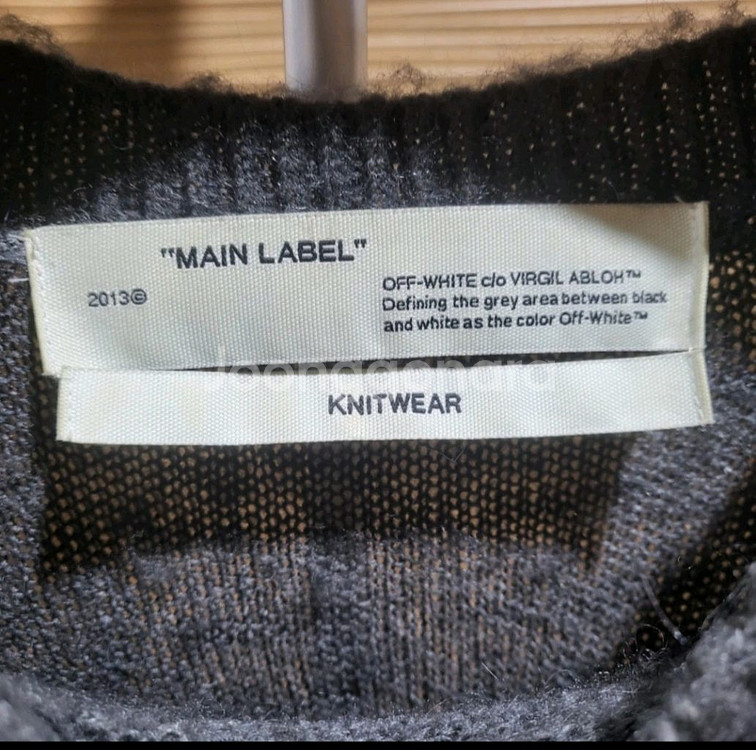 "MAIN LABEL"
2013©
OFF-WHITE c/o VIRGIL ABLOH™
Defining the grey area between black
and white as the color Off-White™
Joonggonara
KNITWEAR